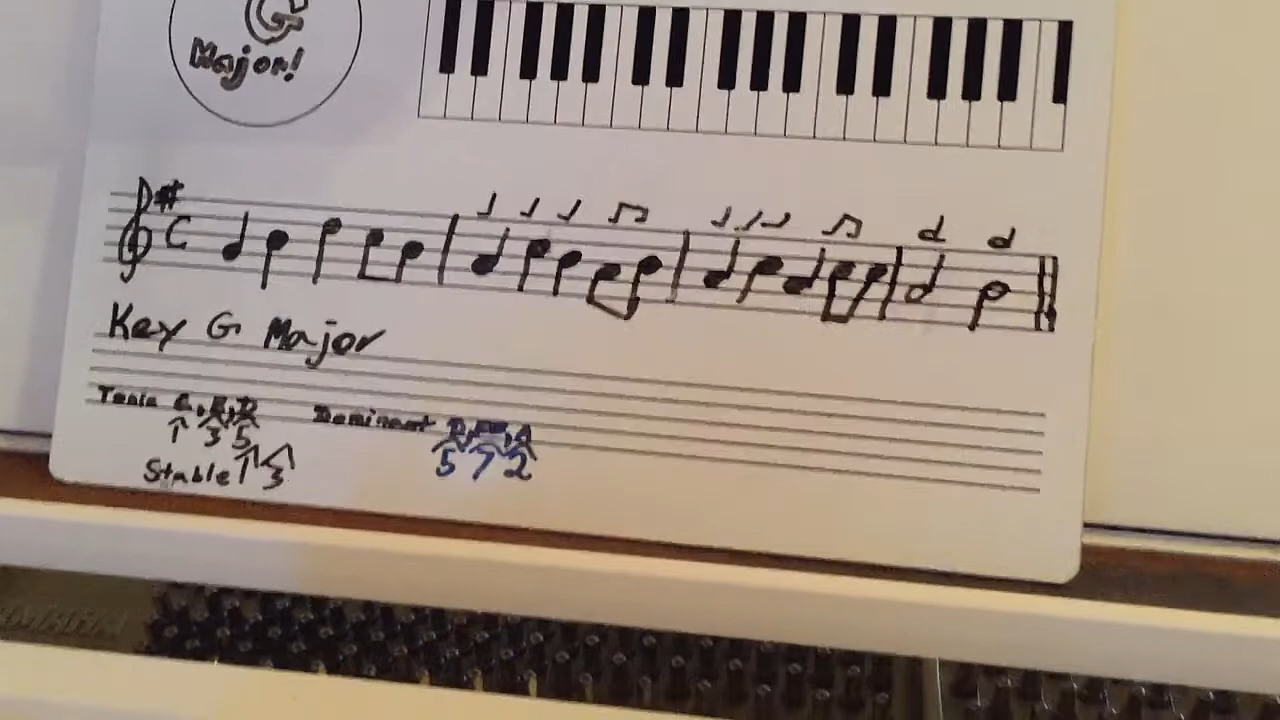 G
Major!
Key G Major
Tonic G, B, D Dominant D, F#, A
1 3 5 5 7 2
Stable 1 3